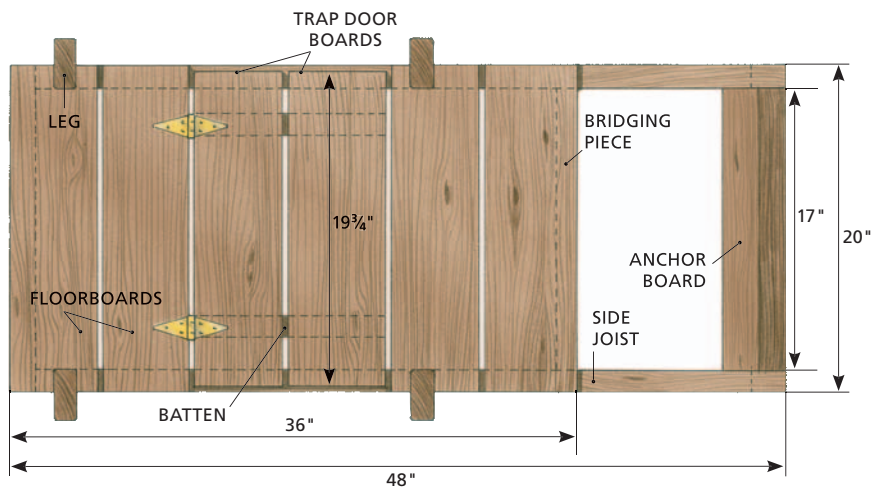 TRAP DOOR
BOARDS
LEG
BRIDGING
PIECE
19¾"
17"
20"
ANCHOR
BOARD
FLOORBOARDS
SIDE
JOIST
BATTEN
36"
48"